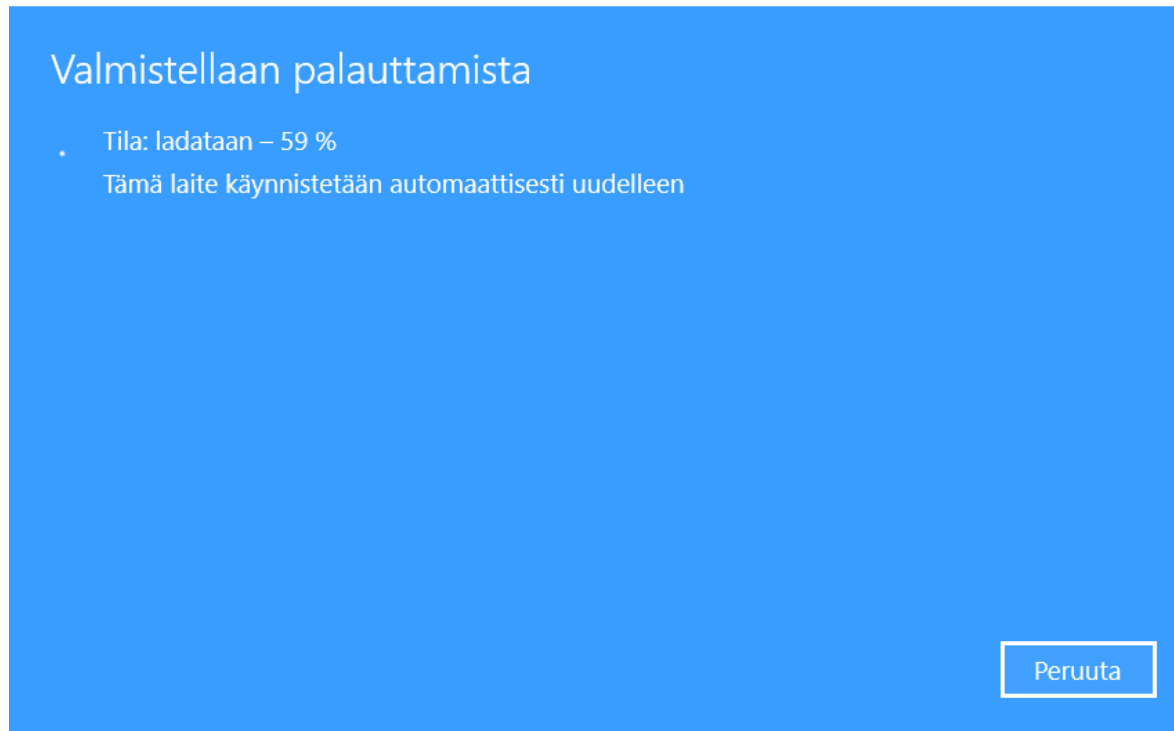 Valmistellaan palauttamista
Tila: ladataan – 59 %
Tämä laite käynnistetään automaattisesti uudelleen
Peruuta